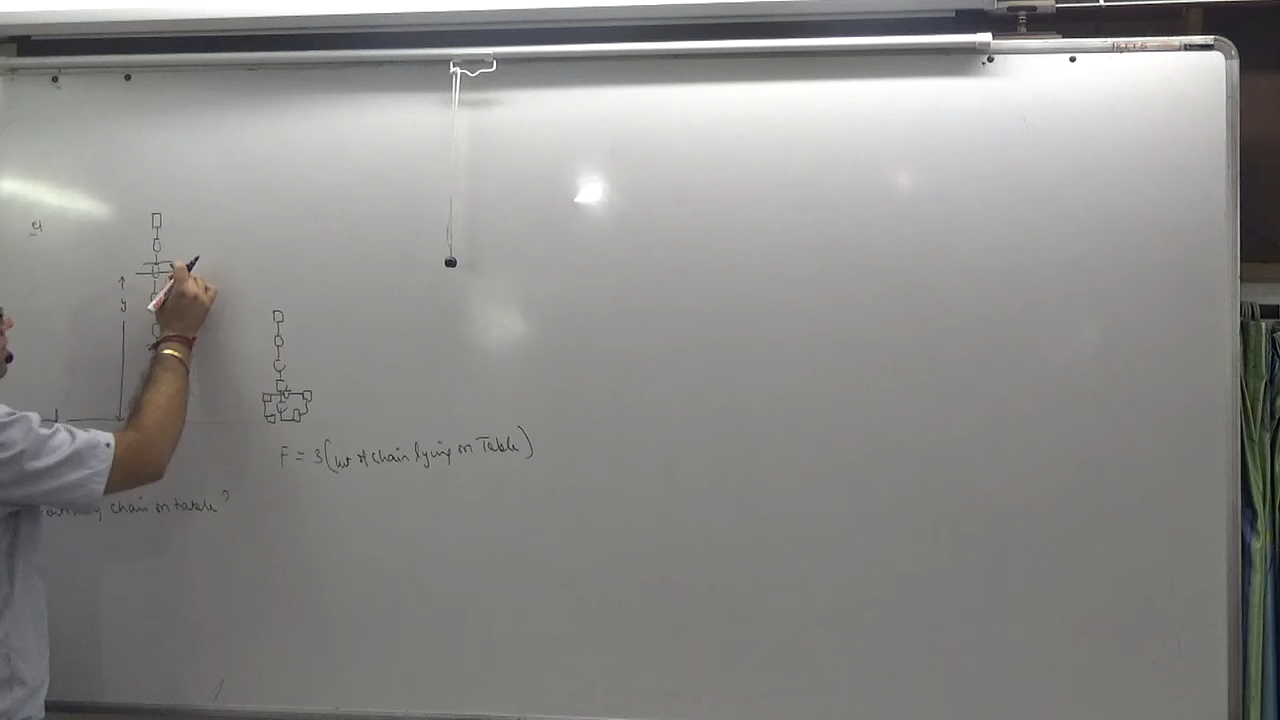 y
F = 3(wt of chain lying on Table)
chain on table?